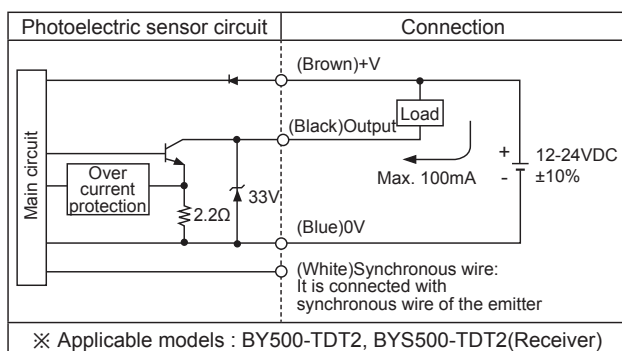 Photoelectric sensor circuit
Connection
(Brown)+V
Load
(Black)Output
Main circuit
Over
current
protection
Max. 100mA
+
-
12-24VDC
±10%
33V
2.2Ω
(Blue)0V
(White)Synchronous wire:
It is connected with
synchronous wire of the emitter
※ Applicable models : BY500-TDT2, BYS500-TDT2(Receiver)